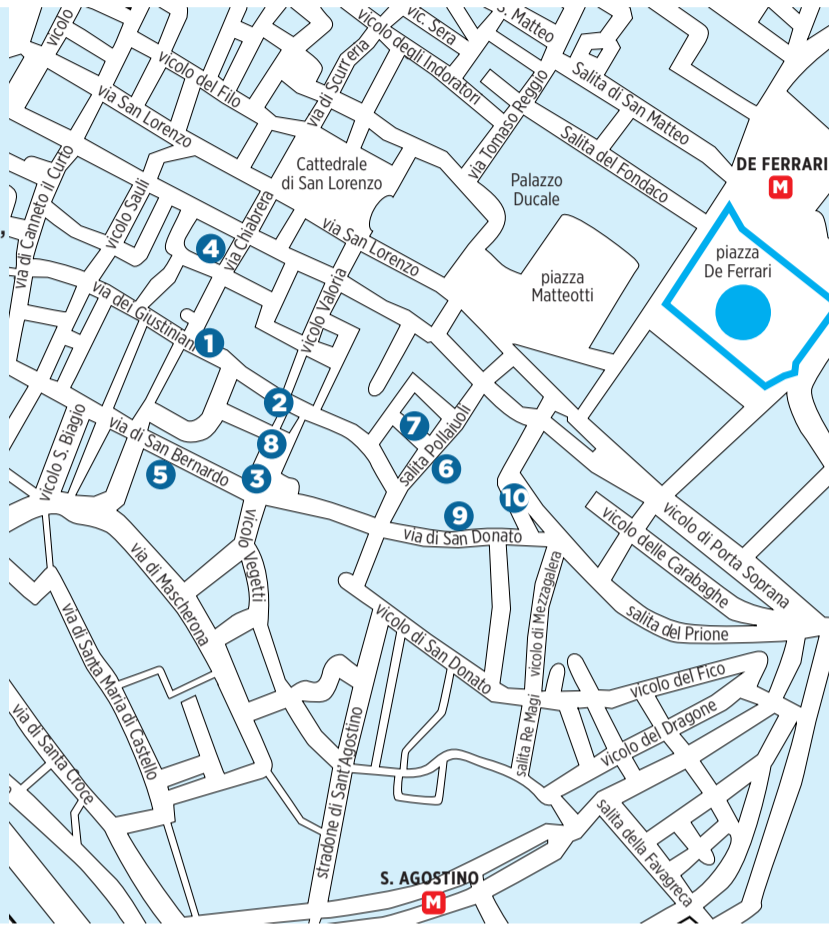 vicolo
vicolo del Filo
via di Scurreria
vicolo degli Indoratori
vic. Sera
S. Matteo
Salita di San Matteo
via San Lorenzo
via Tomaso Reggio
Salita del Fondaco
DE FERRARI
M
Cattedrale
di San Lorenzo
Palazzo
Ducale
via di Canneto il Curto
vicolo Sauli
via Chiabrera
,
4
via San Lorenzo
piazza
De Ferrari
piazza
Matteotti
vicolo Valoria
via dei Giustiniani
1
2
7
salita Pollaiuoli
8
vicolo S. Biagio
via di San Bernardo
5
3
6
10
9
via di San Donato
vicolo Vegetti
vicolo delle Carabaghe
vicolo di Porta Soprana
via di Mascherona
vicolo di Mezzagalera
salita del Prione
via di Santa Maria di Castello
vicolo di San Donato
vicolo del Fico
via di Santa Croce
stradone di Sant'Agostino
salita Re Magi
vicolo del Dragone
salita della Favagreca
S. AGOSTINO
M